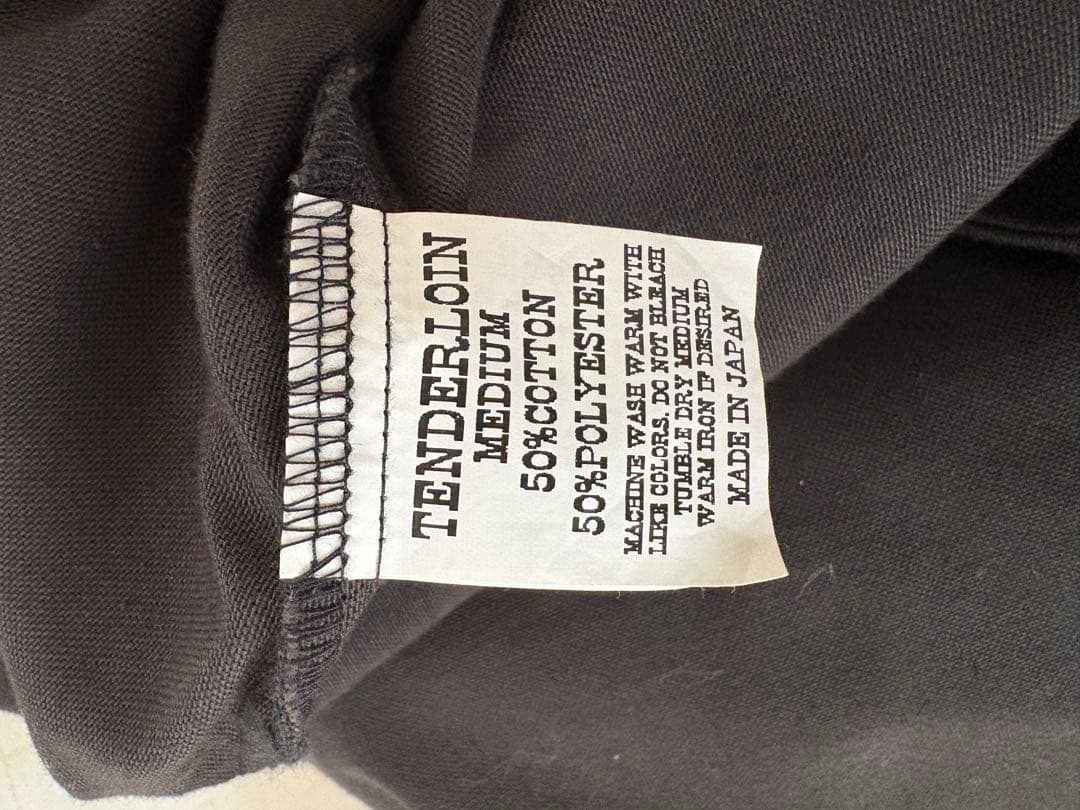 TENDERLOIN
MEDIUM
50%COTTON
50%POLYESTER
MACHINE WASH WARM WITH
LIKE COLORS. DO NOT BLEACH
TUMBLE DRY MEDIUM
WARM IRON IF DESIRED
MADE IN JAPAN